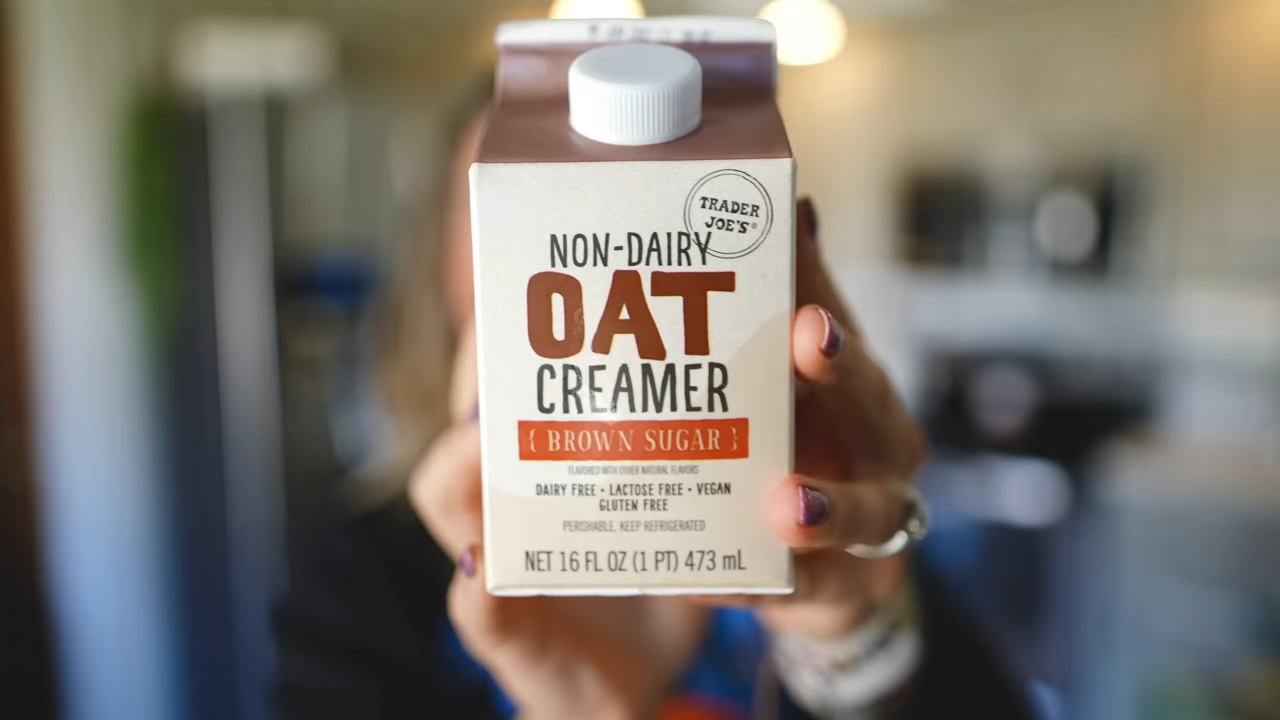 TRADER
JOE'S®
NON-DAIRY
OAT
CREAMER
{ BROWN SUGAR }
FLAVORED WITH OTHER NATURAL FLAVORS
DAIRY FREE • LACTOSE FREE • VEGAN
GLUTEN FREE
PERISHABLE, KEEP REFRIGERATED
NET 16 FL OZ (1 PT) 473 mL